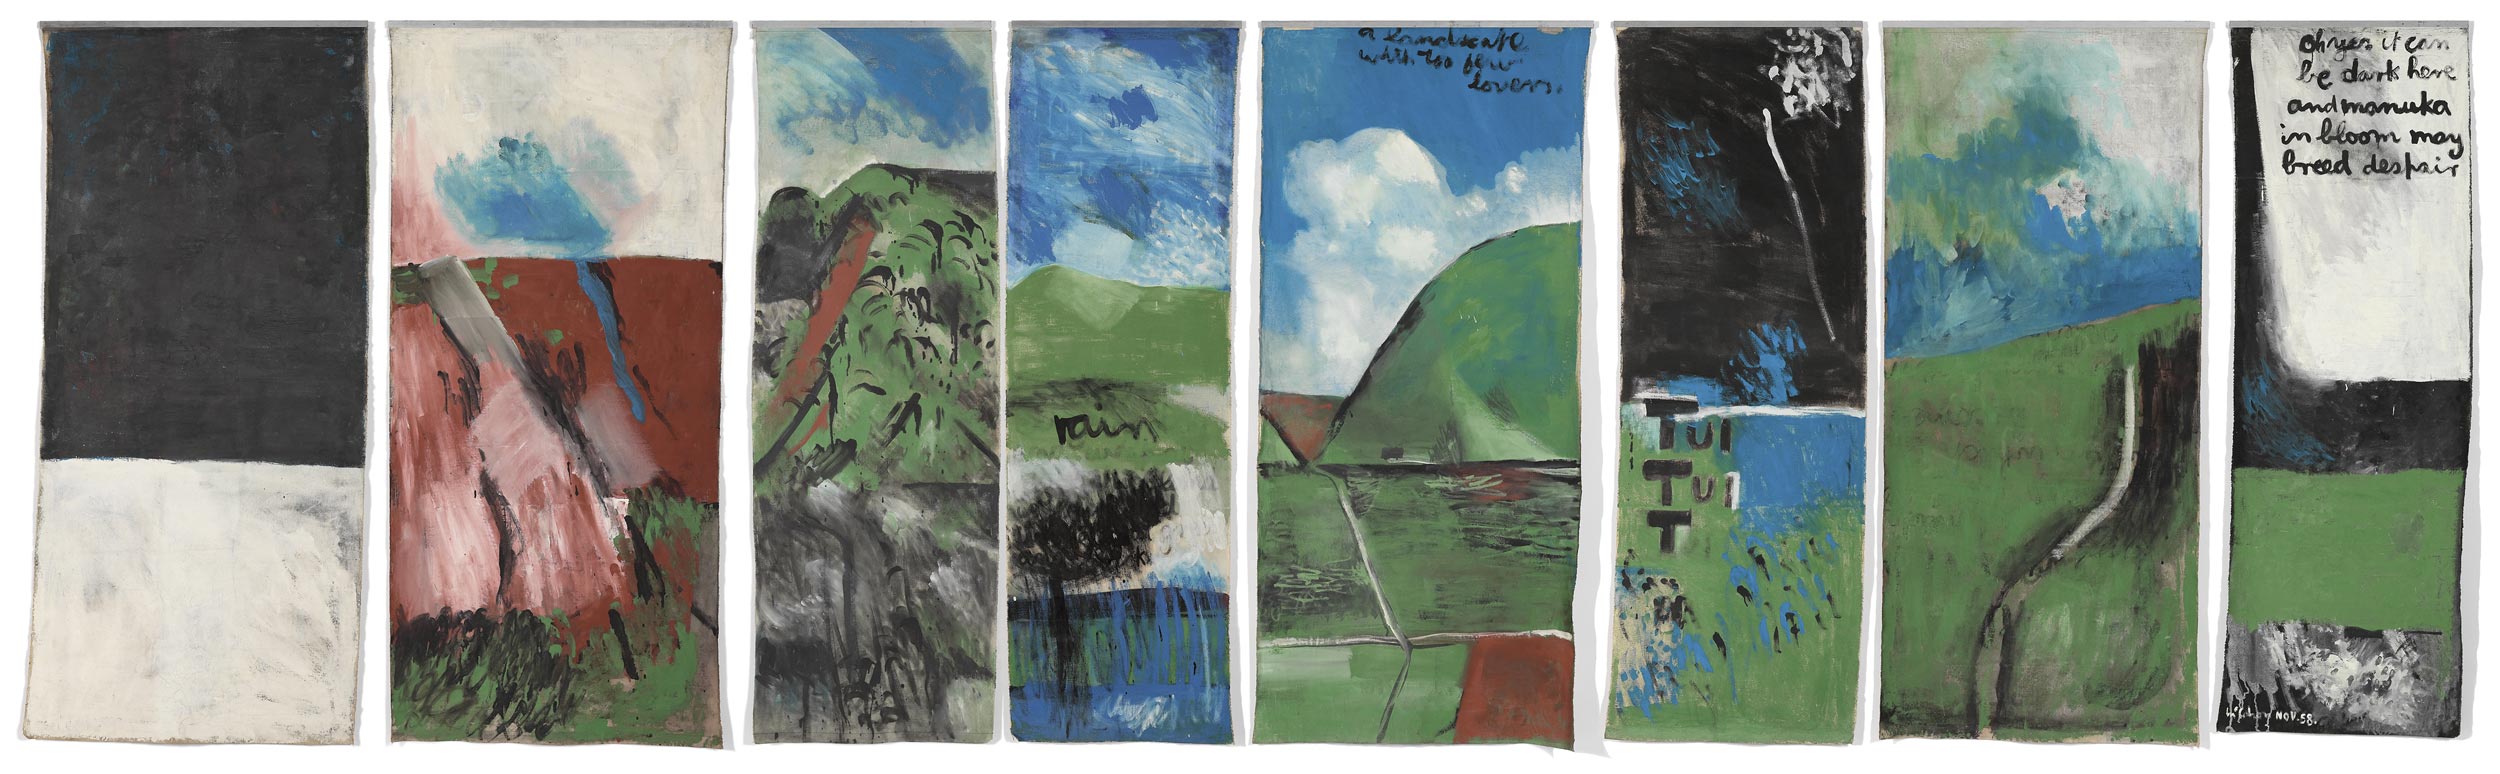 rain
a landscape
with too few
lovers.
TUI
TUI
T
oh yes it can
be dark here
and manuka
in bloom may
breed despair
NOV. 58.